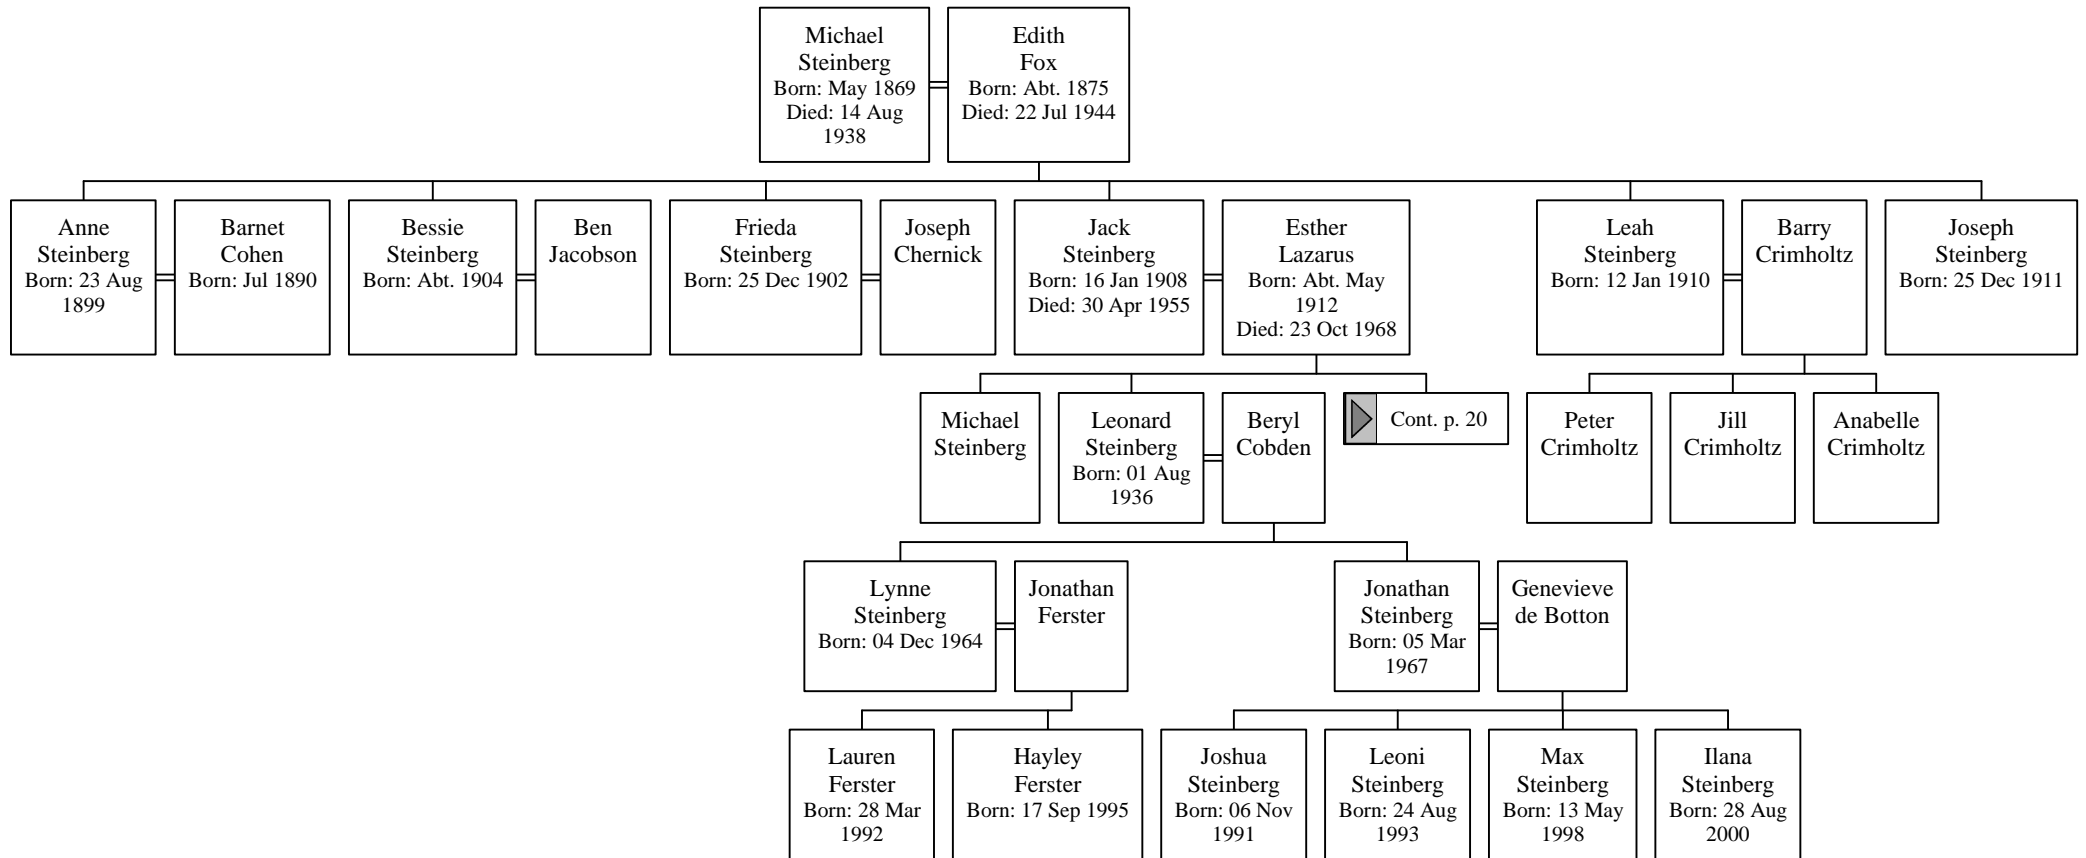 Michael
Steinberg
Born: May 1869
Died: 14 Aug
1938
Edith
Fox
Born: Abt. 1875
Died: 22 Jul 1944
Anne
Steinberg
Born: 23 Aug
1899
Barnet
Cohen
Born: Jul 1890
Bessie
Steinberg
Born: Abt. 1904
Ben
Jacobson
Frieda
Steinberg
Born: 25 Dec 1902
Joseph
Chernick
Jack
Steinberg
Born: 16 Jan 1908
Died: 30 Apr 1955
Esther
Lazarus
Born: Abt. May
1912
Died: 23 Oct 1968
Leah
Steinberg
Born: 12 Jan 1910
Barry
Crimholtz
Joseph
Steinberg
Born: 25 Dec 1911
Michael
Steinberg
Leonard
Steinberg
Born: 01 Aug
1936
Beryl
Cobden
Cont. p. 20
Peter
Crimholtz
Jill
Crimholtz
Anabelle
Crimholtz
Lynne
Steinberg
Born: 04 Dec 1964
Jonathan
Ferster
Jonathan
Steinberg
Born: 05 Mar
1967
Genevieve
de Botton
Lauren
Ferster
Born: 28 Mar
1992
Hayley
Ferster
Born: 17 Sep 1995
Joshua
Steinberg
Born: 06 Nov
1991
Leoni
Steinberg
Born: 24 Aug
1993
Max
Steinberg
Born: 13 May
1998
Ilana
Steinberg
Born: 28 Aug
2000